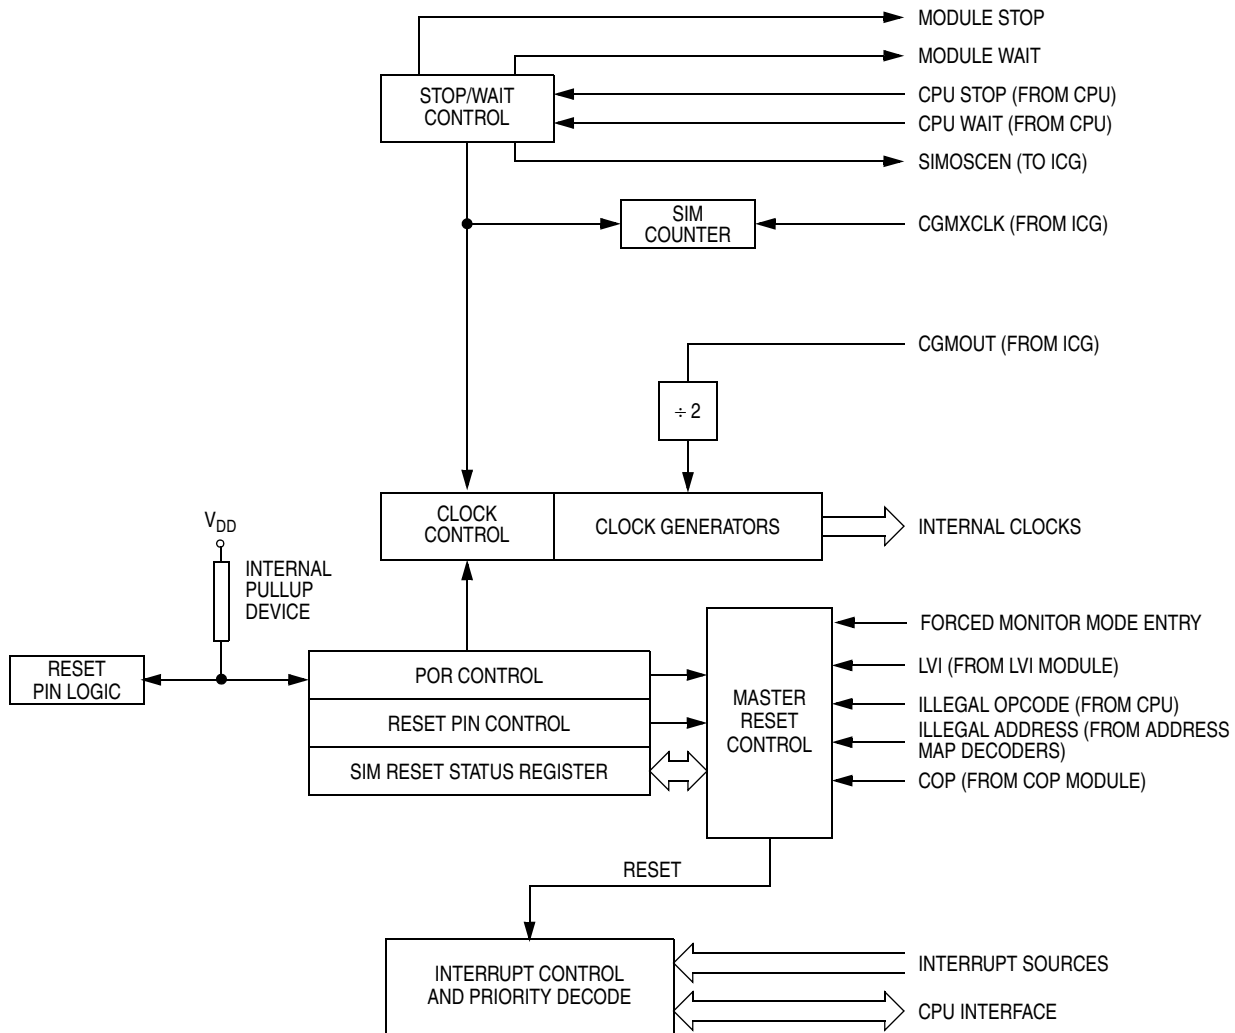 MODULE STOP
MODULE WAIT
STOP/WAIT
CONTROL
CPU STOP (FROM CPU)
CPU WAIT (FROM CPU)
SIMOSCEN (TO ICG)
SIM
COUNTER
CGMXCLK (FROM ICG)
CGMOUT (FROM ICG)
÷ 2
CLOCK
CONTROL
CLOCK GENERATORS
INTERNAL CLOCKS
VDD
INTERNAL
PULLUP
DEVICE
RESET
PIN LOGIC
POR CONTROL
RESET PIN CONTROL
SIM RESET STATUS REGISTER
MASTER
RESET
CONTROL
FORCED MONITOR MODE ENTRY
LVI (FROM LVI MODULE)
ILLEGAL OPCODE (FROM CPU)
ILLEGAL ADDRESS (FROM ADDRESS
MAP DECODERS)
COP (FROM COP MODULE)
RESET
INTERRUPT CONTROL
AND PRIORITY DECODE
INTERRUPT SOURCES
CPU INTERFACE